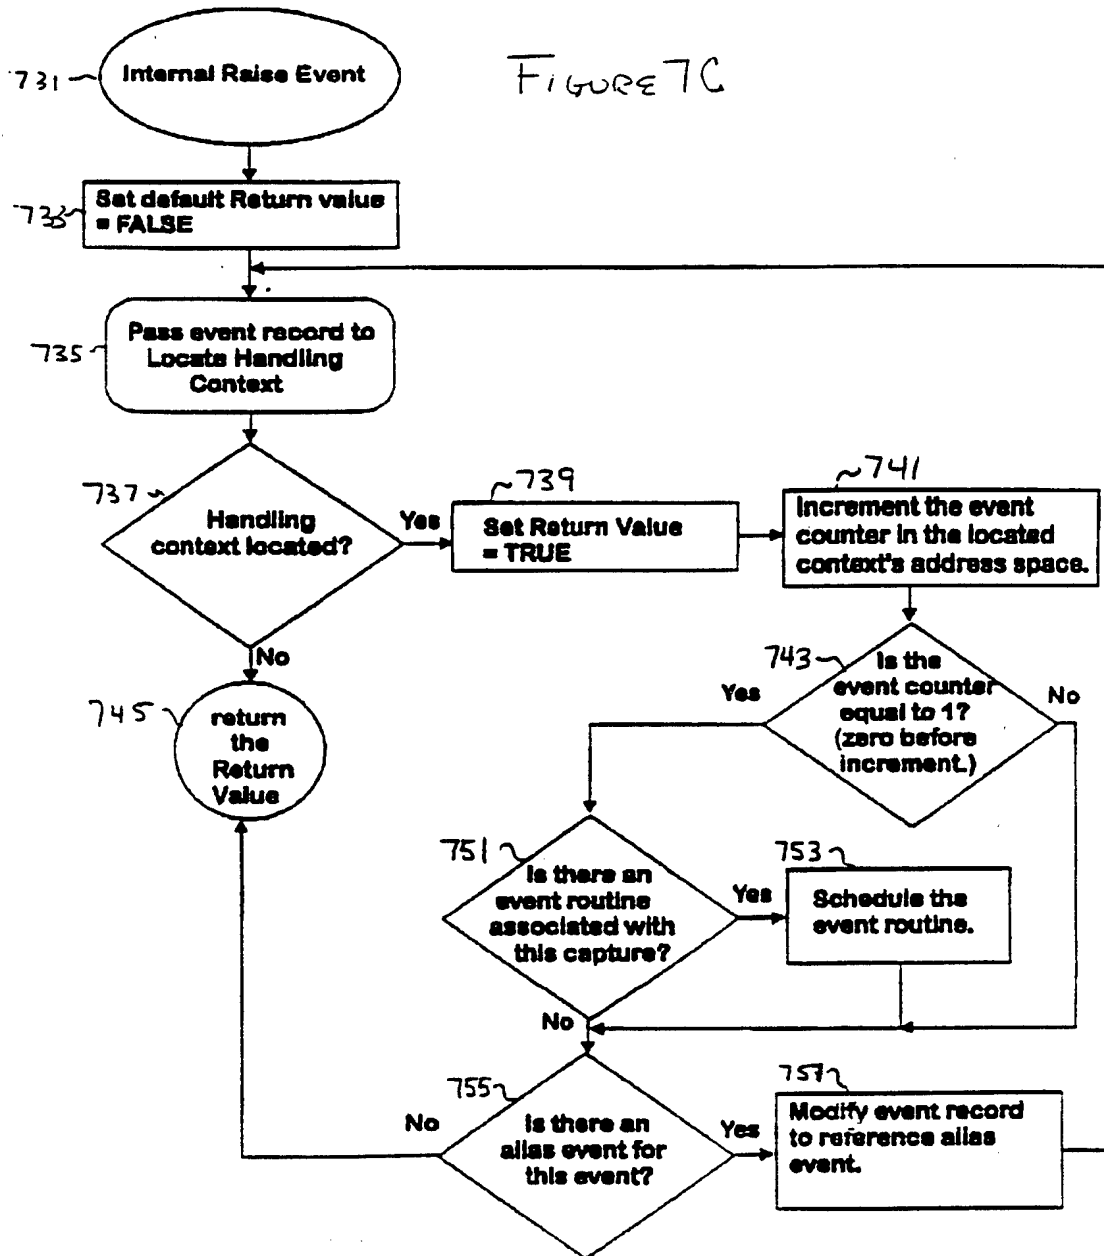 FIGURE 7C
731
Internal Raise Event
733
Set default Return value
= FALSE
735
Pass event record to
Locate Handling
Context
737
Handling
context located?
Yes
No
739
Set Return Value
= TRUE
741
Increment the event
counter in the located
context's address space.
743
Is the
event counter
equal to 1?
(zero before
increment.)
Yes
No
745
return
the
Return
Value
751
Is there an
event routine
associated with
this capture?
Yes
No
753
Schedule the
event routine.
755
Is there an
alias event for
this event?
No
Yes
757
Modify event record
to reference alias
event.